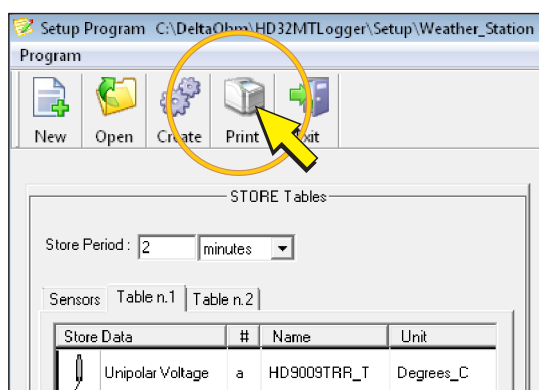 Setup Program C:\DeltaOhm\HD32MTLogger\Setup\Weather_Station
Program
New Open Create Print Exit
STORE Tables
Store Period : 2 minutes
Sensors Table n.1 Table n.2
Store Data # Name Unit
Unipolar Voltage a HD9009TRR_T Degrees_C